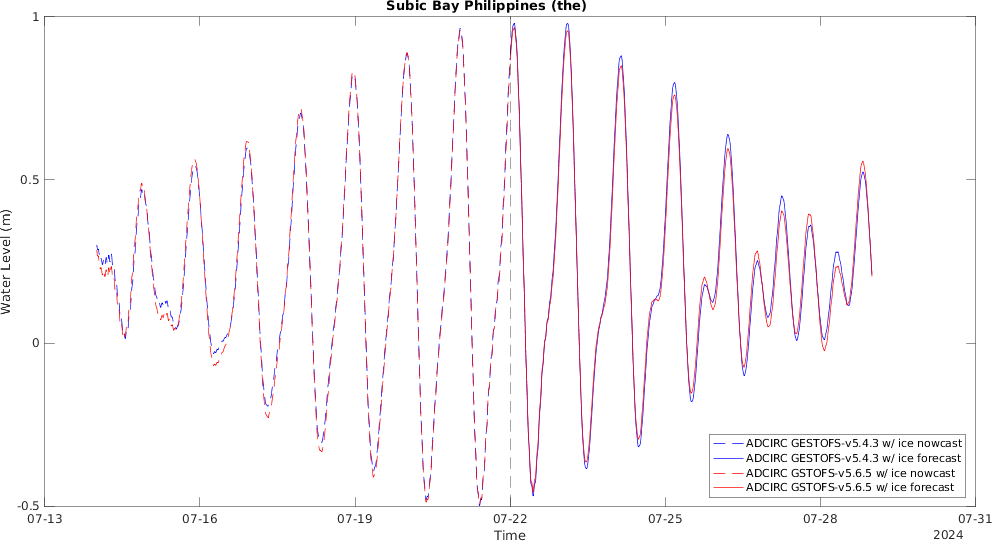 Subic Bay Philippines (the)
Water Level (m)
1
0.5
0
-0.5
07-13
07-16
07-19
07-22
07-25
07-28
07-31
Time
2024
ADCIRC GESTOFS-v5.4.3 w/ ice nowcast
ADCIRC GESTOFS-v5.4.3 w/ ice forecast
ADCIRC GSTOFS-v5.6.5 w/ ice nowcast
ADCIRC GSTOFS-v5.6.5 w/ ice forecast